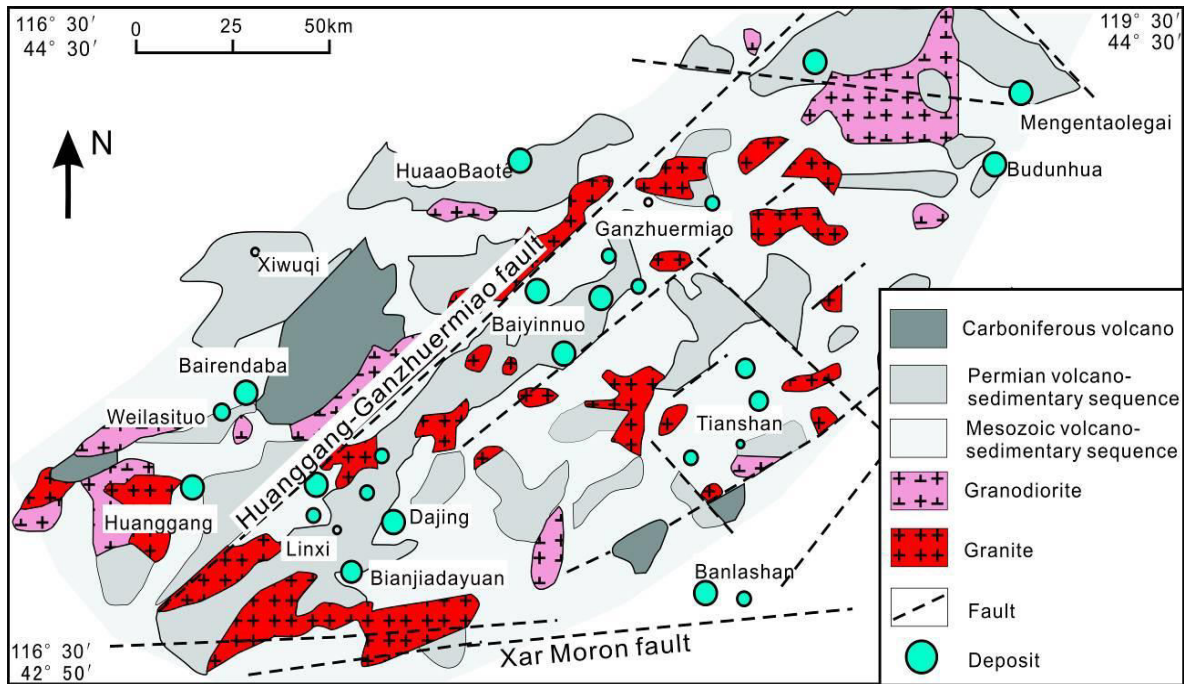 116° 30′
44° 30′
0 25 50km
119° 30′
44° 30′
N
Mengentaolegai
HuaaoBaote
Budunhua
Ganzhuermiao
Xiwuqi
Huanggang-Ganzhuermiao fault
Baiyinnuo
Bairendaba
Weilasituo
Tianshan
Huanggang
Dajing
Linxi
Bianjiadayuan
Banlashan
116° 30′
42° 50′
Xar Moron fault
Carboniferous volcano
Permian volcano-
sedimentary sequence
Mesozoic volcano-
sedimentary sequence
Granodiorite
Granite
Fault
Deposit